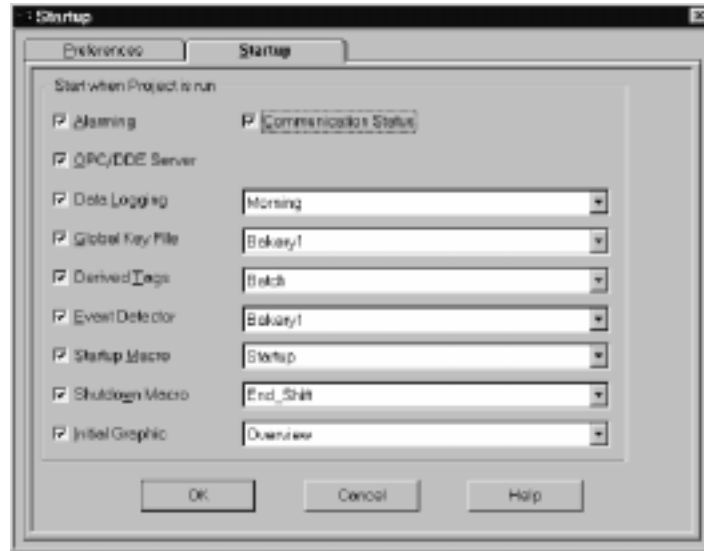 Startup
Preferences Startup
Start when Project is run
Alarming Communication Status
OPC/DDE Server
Data Logging Morning
Global Key File Bakery1
Derived Tags Batch
Event Detector Bakery1
Startup Macro Startup
Shutdown Macro End_Shift
Initial Graphic Overview
OK Cancel Help